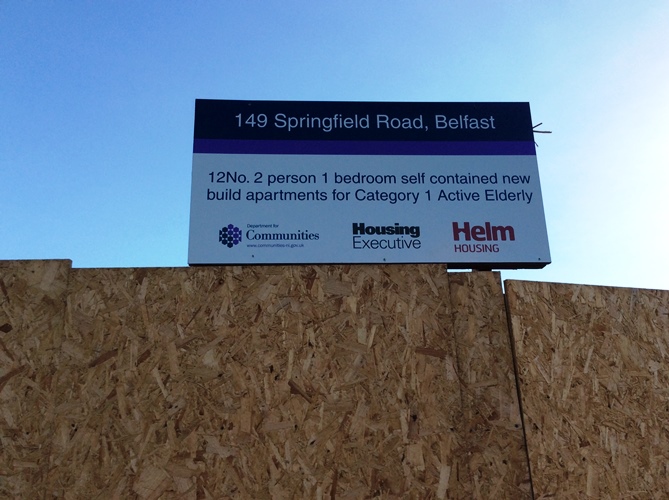 149 Springfield Road, Belfast
12No. 2 person 1 bedroom self contained new
build apartments for Category 1 Active Elderly
Department for
Communities
www.communities-ni.gov.uk
Housing
Executive
Helm
HOUSING